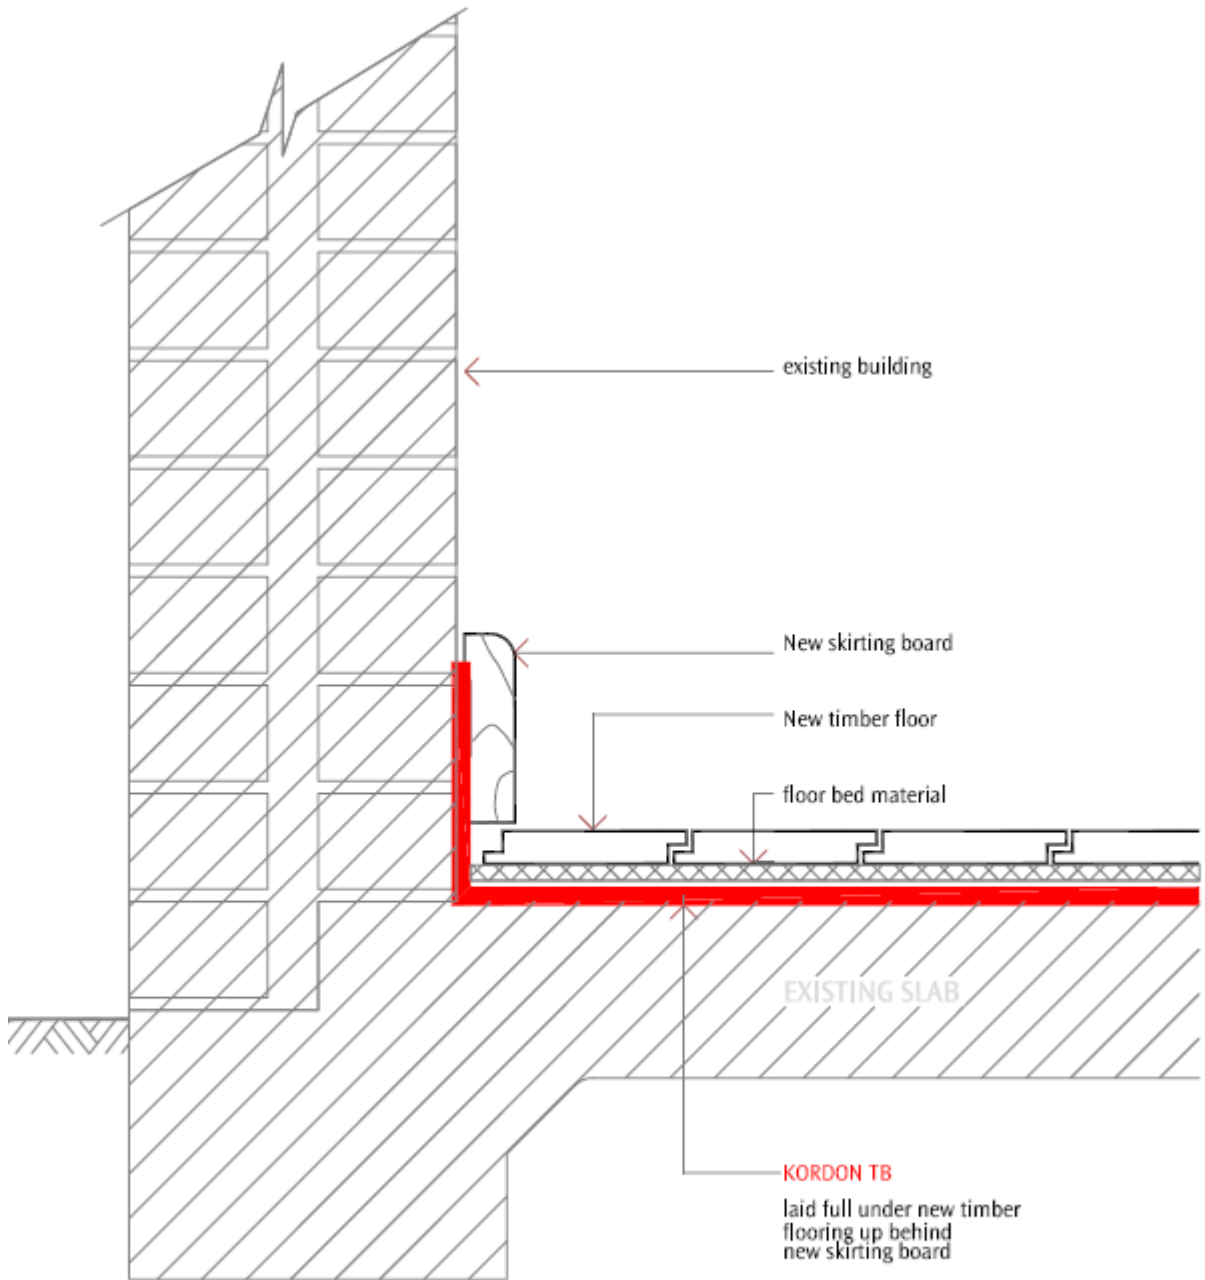 existing building
New skirting board
New timber floor
floor bed material
EXISTING SLAB
KORDON TB
laid full under new timber
flooring up behind
new skirting board